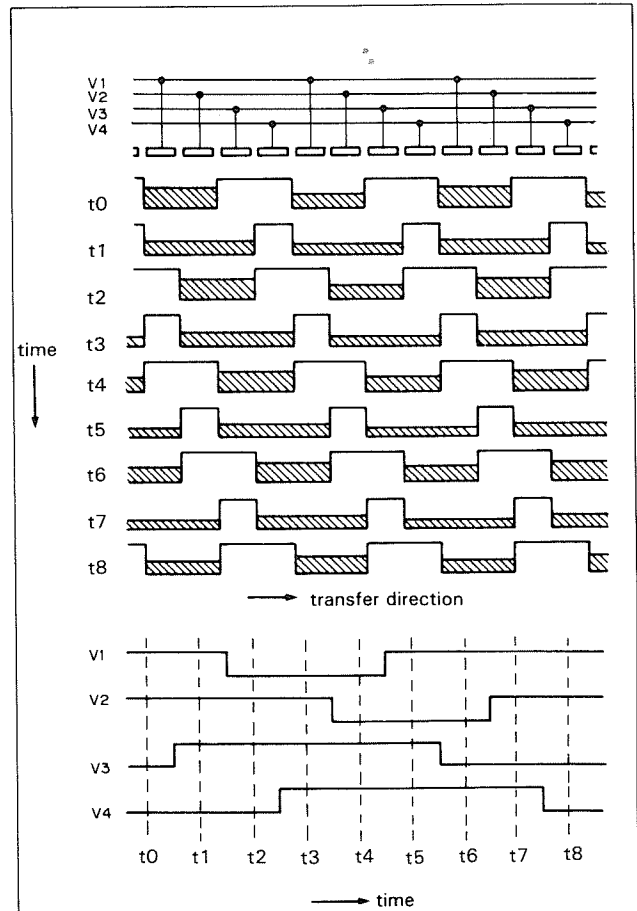 V1
V2
V3
V4
t0
t1
t2
time
t3
t4
t5
t6
t7
t8
transfer direction
V1
V2
V3
V4
t0 t1 t2 t3 t4 t5 t6 t7 t8
time